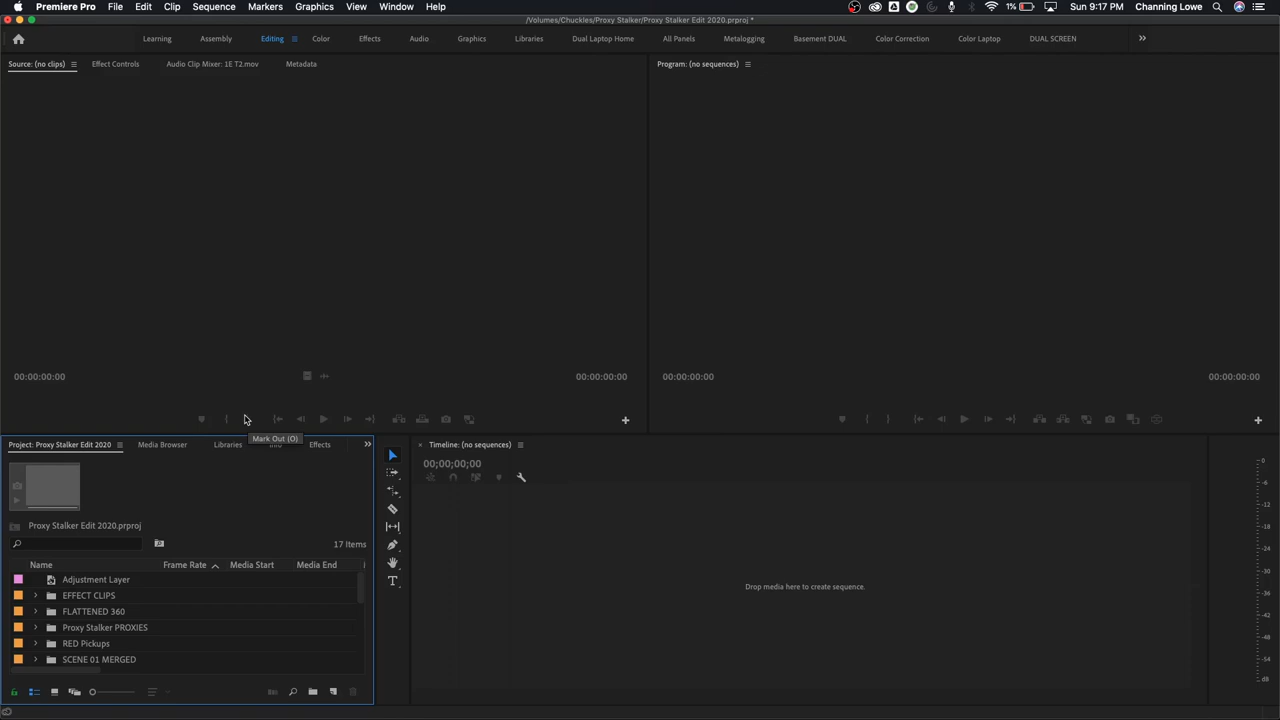 Premiere Pro File Edit Clip Sequence Markers Graphics View Window Help 1% Sun 9:17 PM Channing Lowe
/Volumes/Chuckles/Proxy Stalker/Proxy Stalker Edit 2020.prproj *
Learning Assembly Editing Color Effects Audio Graphics Libraries Dual Laptop Home All Panels Metalogging Basement DUAL Color Correction Color Laptop DUAL SCREEN
Source: (no clips) Effect Controls Audio Clip Mixer: 1E T2.mov Metadata Program: (no sequences)
00:00:00:00 00:00:00:00 00:00:00:00 00:00:00:00
Mark Out (O)
Project: Proxy Stalker Edit 2020 Media Browser Libraries Info Effects Timeline: (no sequences)
00;00;00;00
Proxy Stalker Edit 2020.prproj
17 Items
Name Frame Rate Media Start Media End
Adjustment Layer
EFFECT CLIPS
FLATTENED 360
Proxy Stalker PROXIES
RED Pickups
SCENE 01 MERGED
Drop media here to create sequence.
0
-6
-12
-18
-24
-30
-36
-42
-48
-54
dB